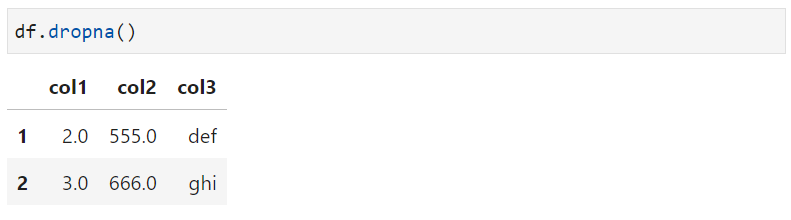 df.dropna()
col1 col2 col3
1 2.0 555.0 def
2 3.0 666.0 ghi